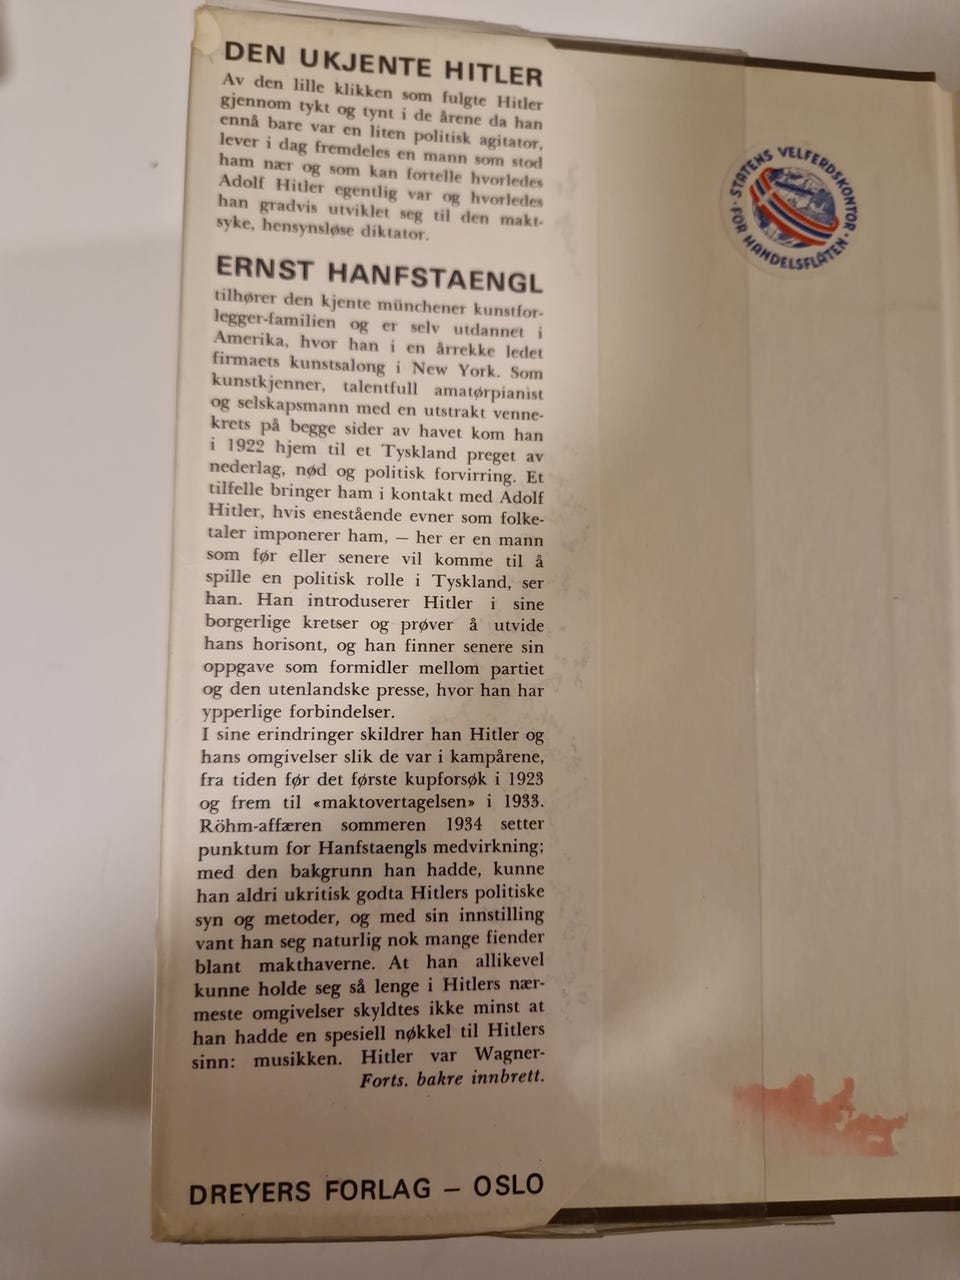 DEN UKJENTE HITLER
Av den lille klikken som fulgte Hitler
gjennom tykt og tynt i de årene da han
ennå bare var en liten politisk agitator,
lever i dag fremdeles en mann som stod
ham nær og som kan fortelle hvorledes
Adolf Hitler egentlig var og hvorledes
han gradvis utviklet seg til den makt-
syke, hensynsløse diktator.
ERNST HANFSTAENGL
tilhører den kjente münchener kunstfor-
legger-familien og er selv utdannet i
Amerika, hvor han i en årrekke ledet
firmaets kunstsalong i New York. Som
kunstkjenner, talentfull amatørpianist
og selskapsmann med en utstrakt venne-
krets på begge sider av havet kom han
i 1922 hjem til et Tyskland preget av
nederlag, nød og politisk forvirring. Et
tilfelle bringer ham i kontakt med Adolf
Hitler, hvis enestående evner som folke-
taler imponerer ham, — her er en mann
som før eller senere vil komme til å
spille en politisk rolle i Tyskland, ser
han. Han introduserer Hitler i sine
borgerlige kretser og prøver å utvide
hans horisont, og han finner senere sin
oppgave som formidler mellom partiet
og den utenlandske presse, hvor han har
ypperlige forbindelser.
I sine erindringer skildrer han Hitler og
hans omgivelser slik de var i kampårene,
fra tiden før det første kupforsøk i 1923
og frem til «maktovertagelsen» i 1933.
Röhm-affæren sommeren 1934 setter
punktum for Hanfstaengls medvirkning;
med den bakgrunn han hadde, kunne
han aldri ukritisk godta Hitlers politiske
syn og metoder, og med sin innstilling
vant han seg naturlig nok mange fiender
blant makthaverne. At han allikevel
kunne holde seg så lenge i Hitlers nær-
meste omgivelser skyldtes ikke minst at
han hadde en spesiell nøkkel til Hitlers
sinn: musikken. Hitler var Wagner-
Forts. bakre innbrett.
DREYERS FORLAG – OSLO
STATENS VELFERDSKONTOR
· FOR HANDELSFLÅTEN ·